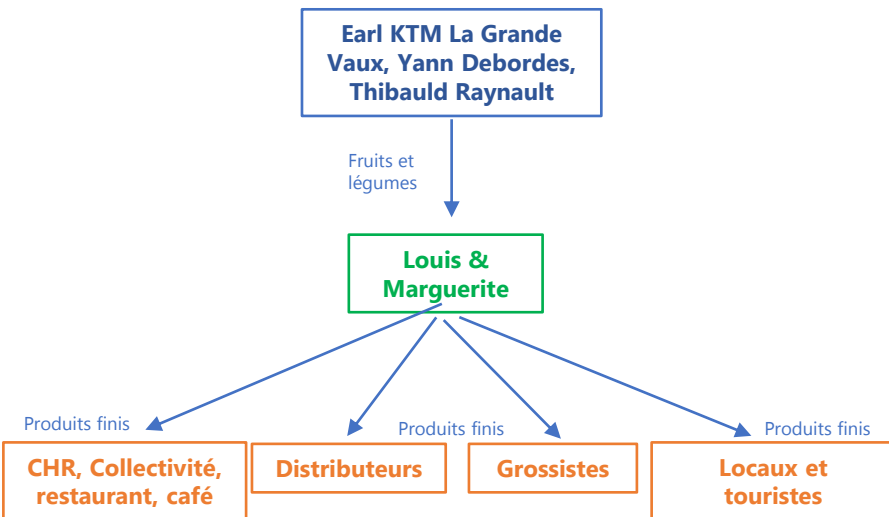 Earl KTM La Grande
Vaux, Yann Debordes,
Thibauld Raynault
Fruits et
légumes
Louis &
Marguerite
Produits finis
Produits finis
Produits finis
CHR, Collectivité,
restaurant, café
Distributeurs
Grossistes
Locaux et
touristes